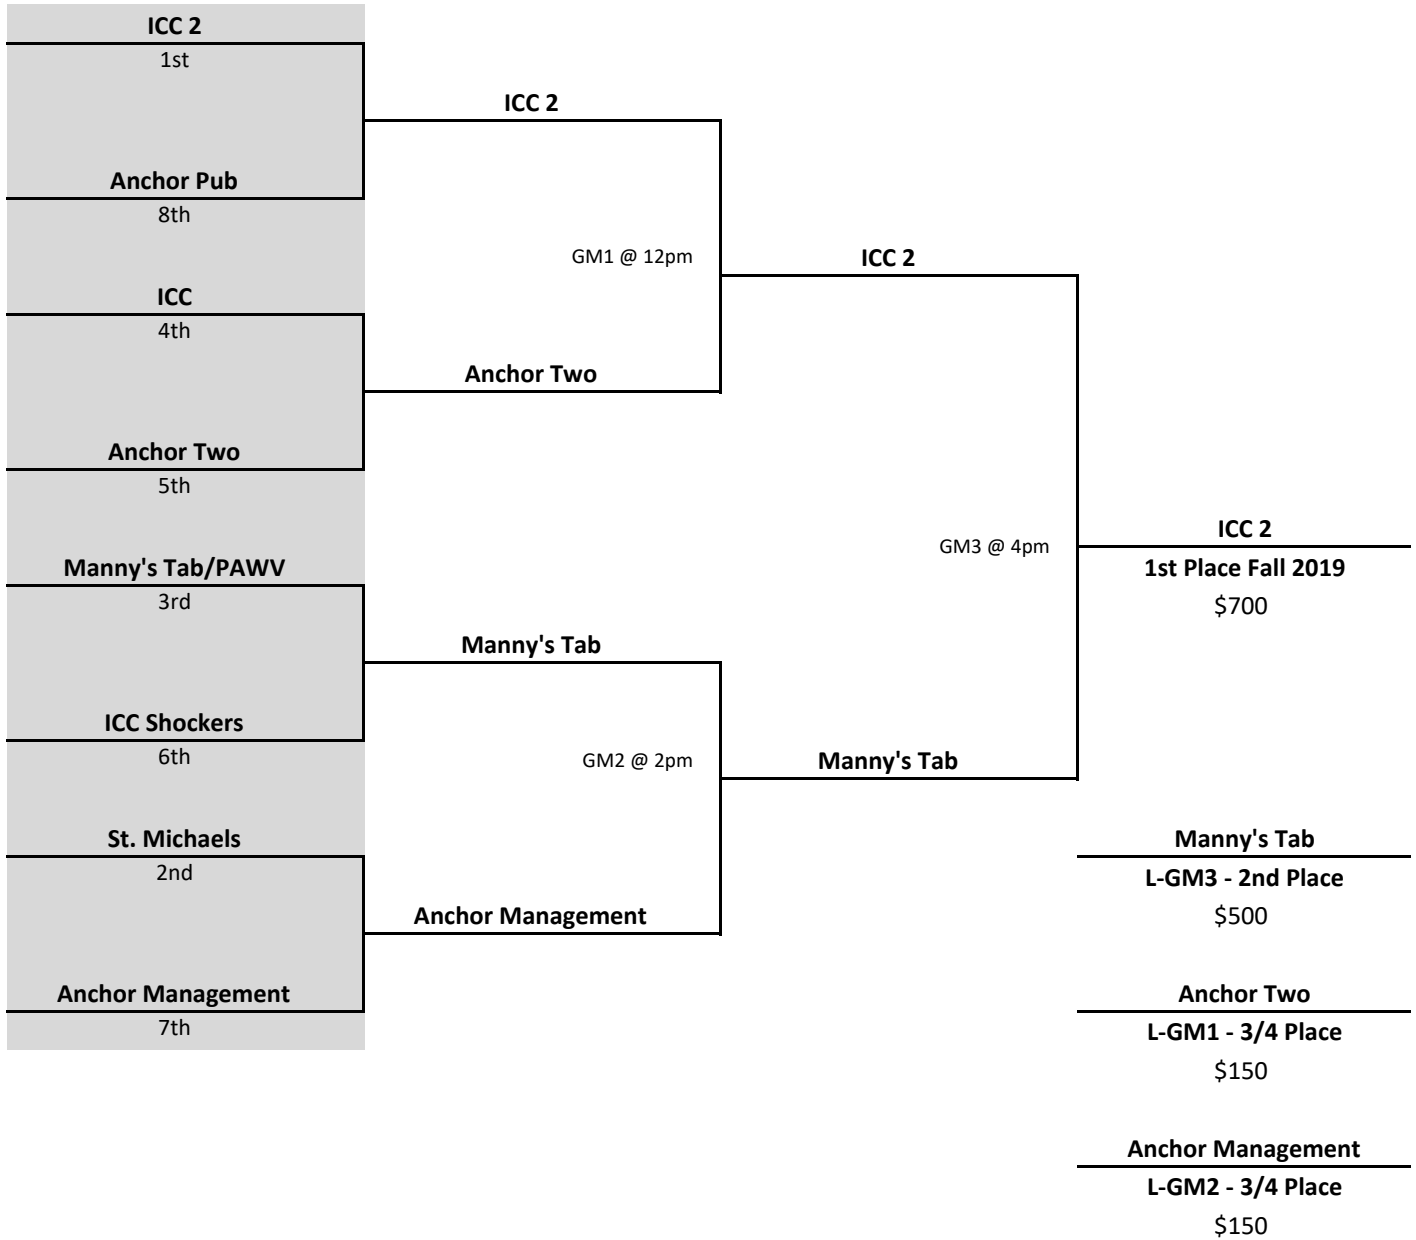 ICC 2
1st
ICC 2
Anchor Pub
8th
GM1 @ 12pm
ICC 2
ICC
4th
Anchor Two
Anchor Two
5th
ICC 2
GM3 @ 4pm
Manny's Tab/PAWV
1st Place Fall 2019
3rd
$700
Manny's Tab
ICC Shockers
6th
GM2 @ 2pm
Manny's Tab
St. Michaels
Manny's Tab
2nd
L-GM3 - 2nd Place
Anchor Management
$500
Anchor Management
Anchor Two
7th
L-GM1 - 3/4 Place
$150
Anchor Management
L-GM2 - 3/4 Place
$150